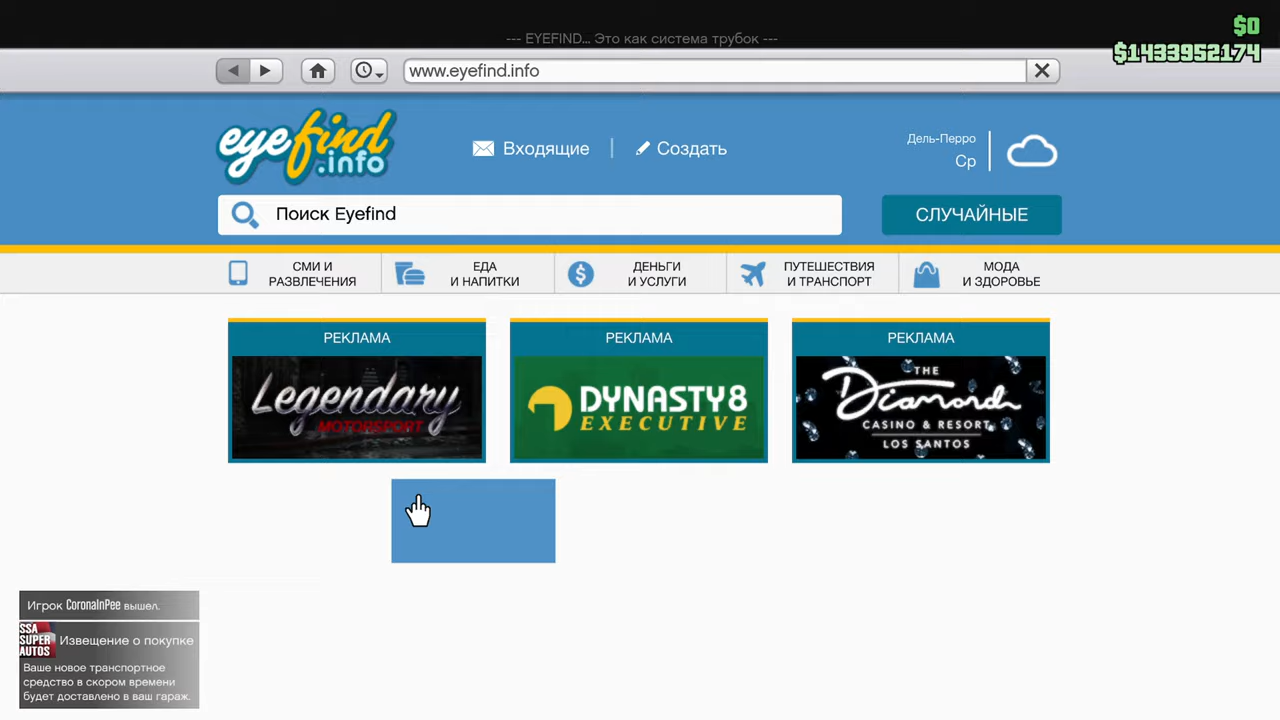 $0
--- EYEFIND... Это как система трубок ---
$1433952174
www.eyefind.info
eyefind
.info
Входящие
Создать
Дель-Перро
Ср
Поиск Eyefind
СЛУЧАЙНЫЕ
СМИ И
РАЗВЛЕЧЕНИЯ
ЕДА
И НАПИТКИ
ДЕНЬГИ
И УСЛУГИ
ПУТЕШЕСТВИЯ
И ТРАНСПОРТ
МОДА
И ЗДОРОВЬЕ
РЕКЛАМА
Legendary
MOTORSPORT
РЕКЛАМА
DYNASTY8
EXECUTIVE
РЕКЛАМА
THE
Diamond
CASINO & RESORT
LOS SANTOS
Игрок CoronaInPee вышел.
SSA
SUPER
AUTOS
Извещение о покупке
Ваше новое транспортное
средство в скором времени
будет доставлено в ваш гараж.